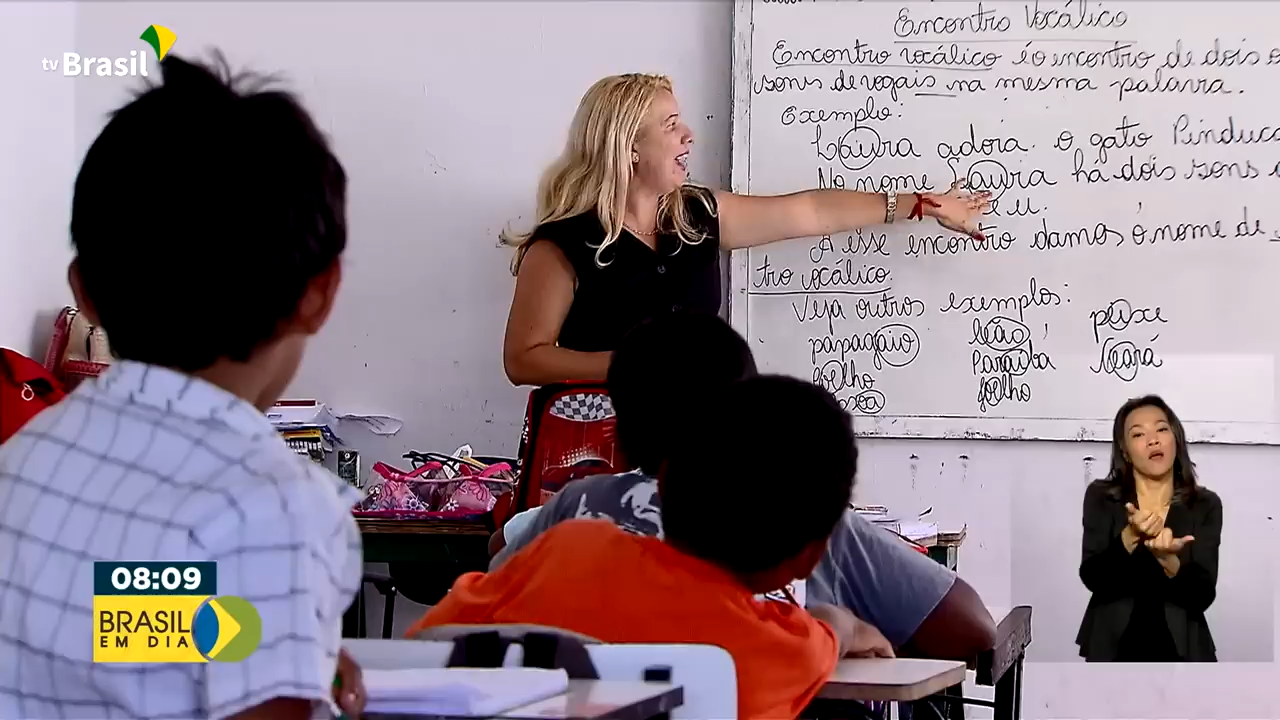 tv Brasil
Encontro Vocálico
Encontro vocálico é o encontro de dois
sons de vogais na mesma palavra.
Exemplo:
Laura adora o gato Pinduca
No nome Laura há dois sons
e u.
A esse encontro damos o nome de
tro vocálico.
Veja outros exemplos:
papagaio leão peixe
Paraíba Ceará
joelho
08:09
BRASIL
EM DIA